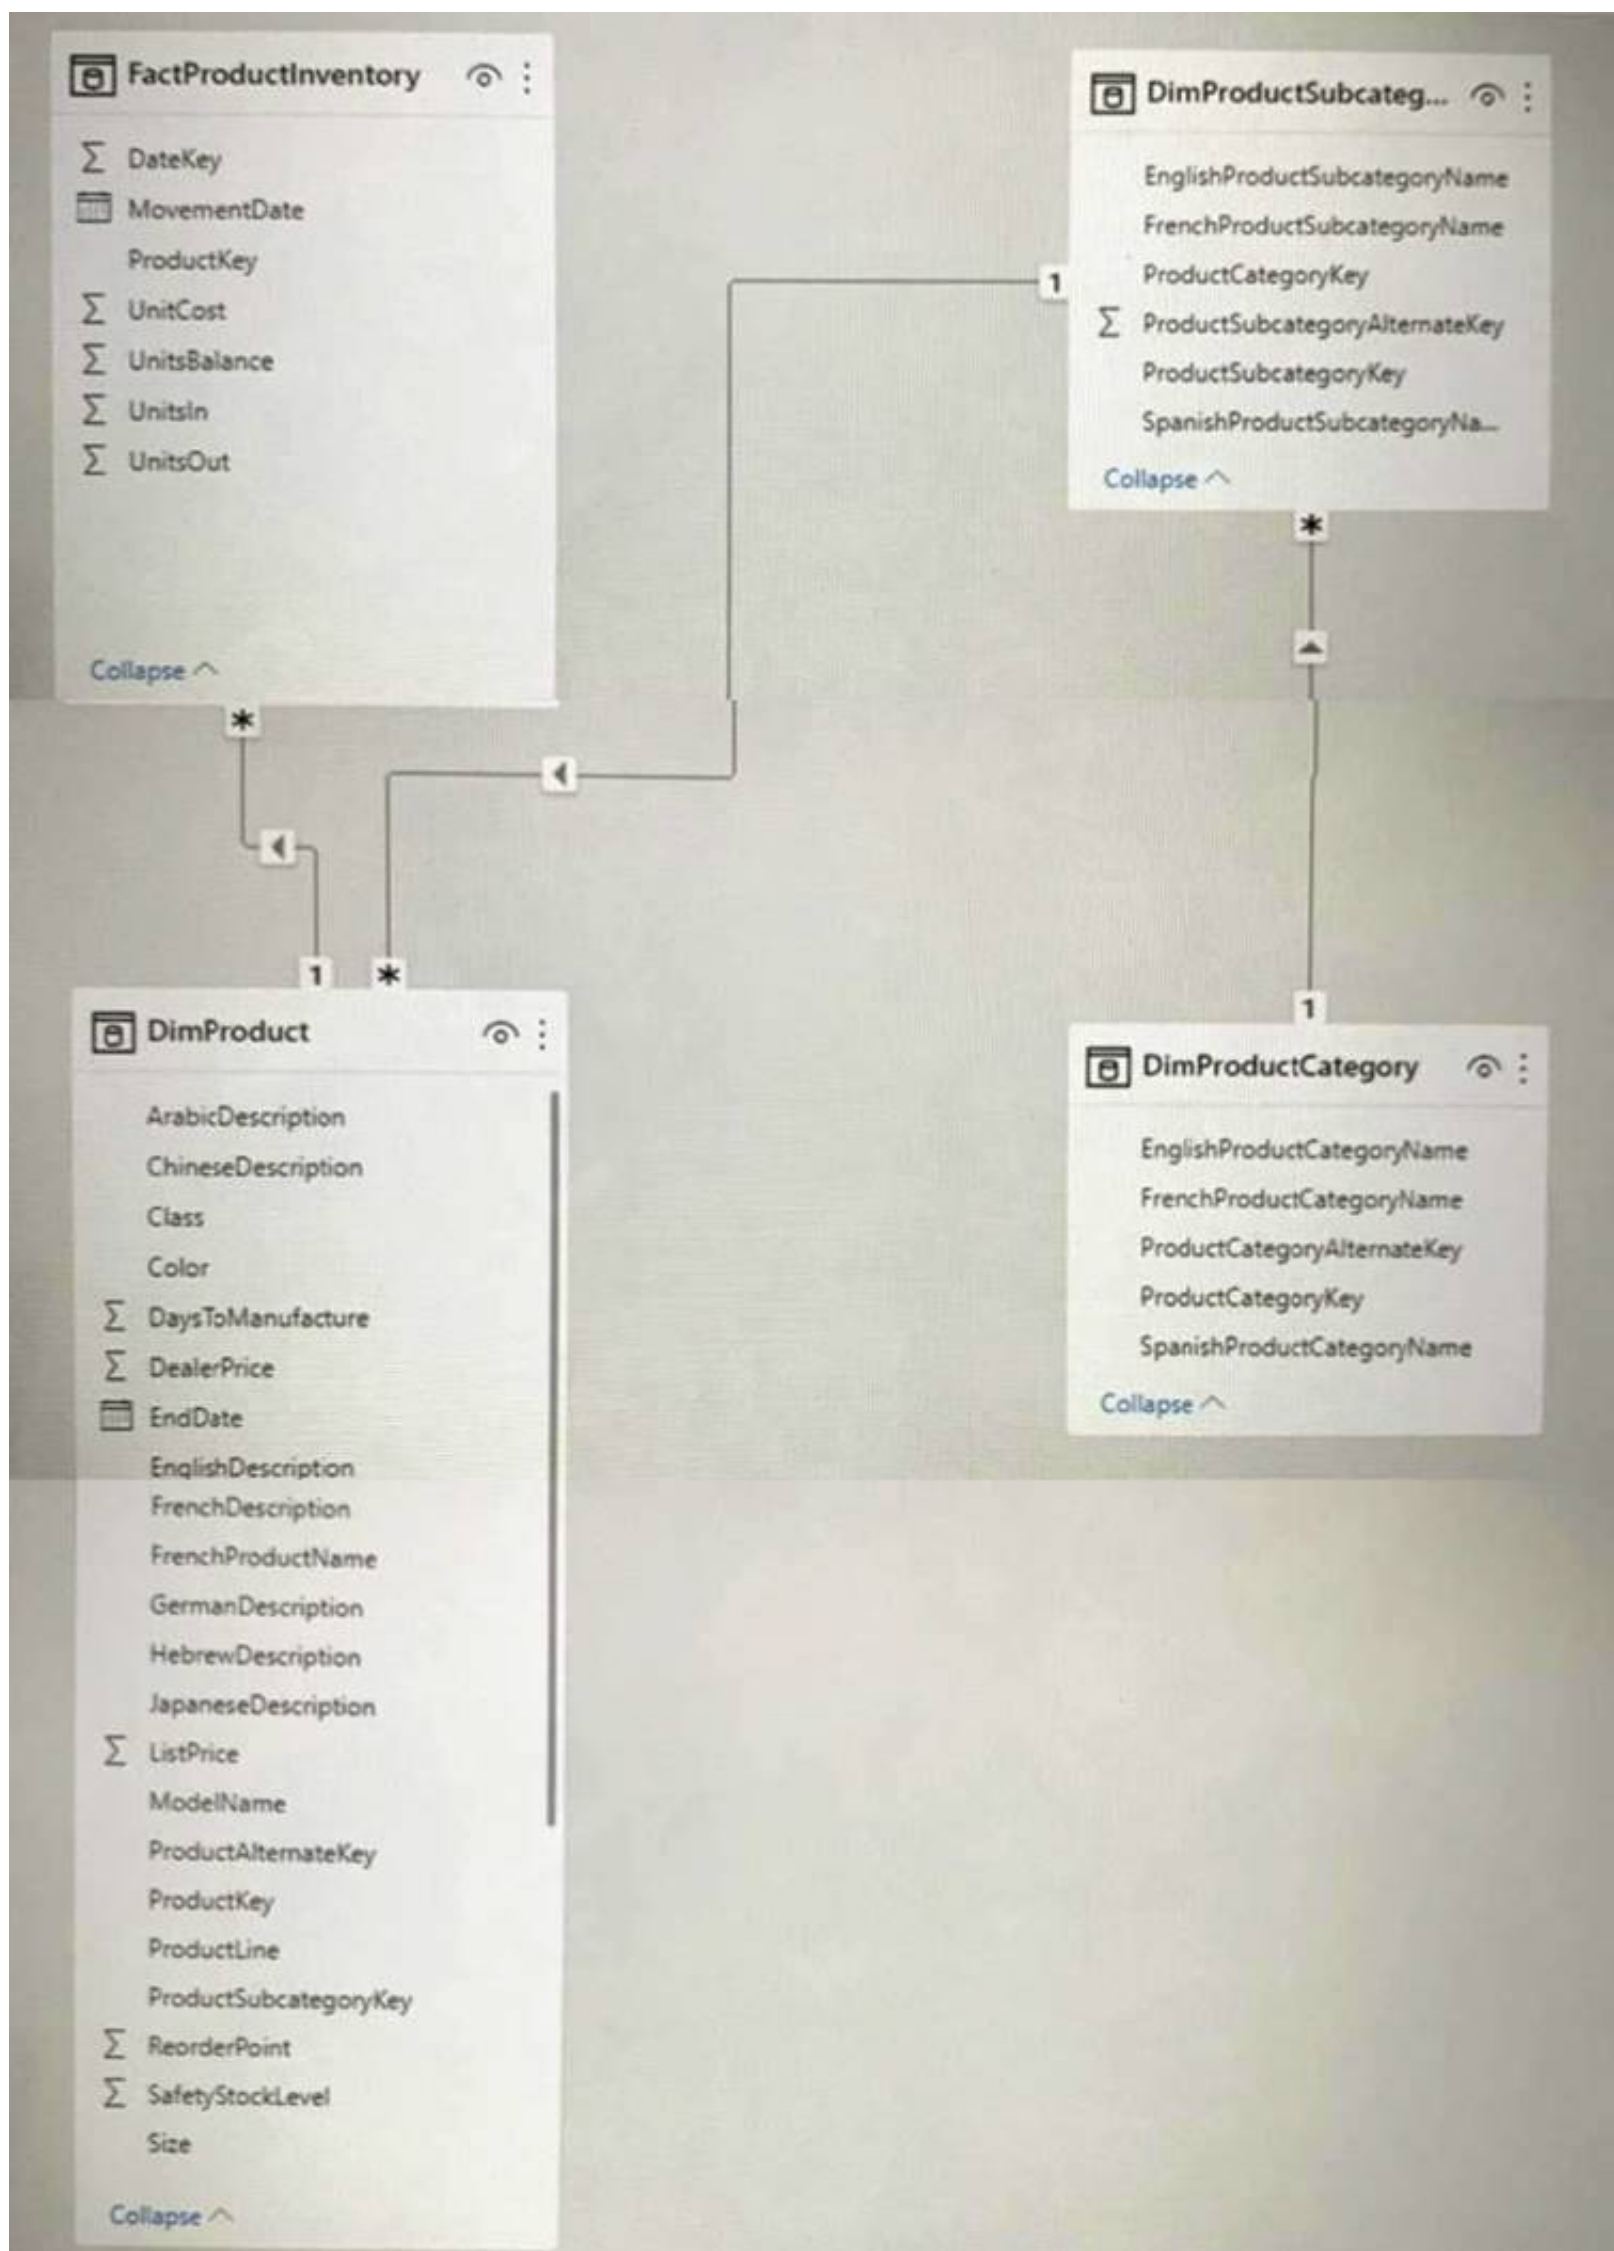 FactProductInventory
DateKey
MovementDate
ProductKey
UnitCost
UnitsBalance
UnitsIn
UnitsOut
Collapse
*
1
*
DimProductSubcateg...
EnglishProductSubcategoryName
FrenchProductSubcategoryName
ProductCategoryKey
ProductSubcategoryAlternateKey
ProductSubcategoryKey
SpanishProductSubcategoryNa...
Collapse
1
*
1
DimProduct
ArabicDescription
ChineseDescription
Class
Color
DaysToManufacture
DealerPrice
EndDate
EnglishDescription
FrenchDescription
FrenchProductName
GermanDescription
HebrewDescription
JapaneseDescription
ListPrice
ModelName
ProductAlternateKey
ProductKey
ProductLine
ProductSubcategoryKey
ReorderPoint
SafetyStockLevel
Size
Collapse
DimProductCategory
EnglishProductCategoryName
FrenchProductCategoryName
ProductCategoryAlternateKey
ProductCategoryKey
SpanishProductCategoryName
Collapse